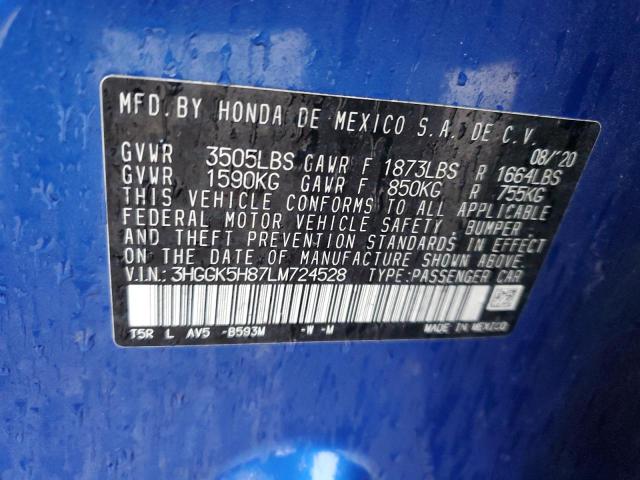 MFD. BY HONDA DE MEXICO S.A. DE C.V.
08/'20
GVWR 3505LBS GAWR F 1873LBS R 1664LBS
GVWR 1590KG GAWR F 850KG R 755KG
THIS VEHICLE CONFORMS TO ALL APPLICABLE
FEDERAL MOTOR VEHICLE SAFETY BUMPER
AND THEFT PREVENTION STANDARDS IN EFFECT
ON THE DATE OF MANUFACTURE SHOWN ABOVE.
V.I.N.: 3HGGK5H87LM724528 TYPE:PASSENGER CAR
T5R L AV5 -B593M -W -M MADE IN MEXICO